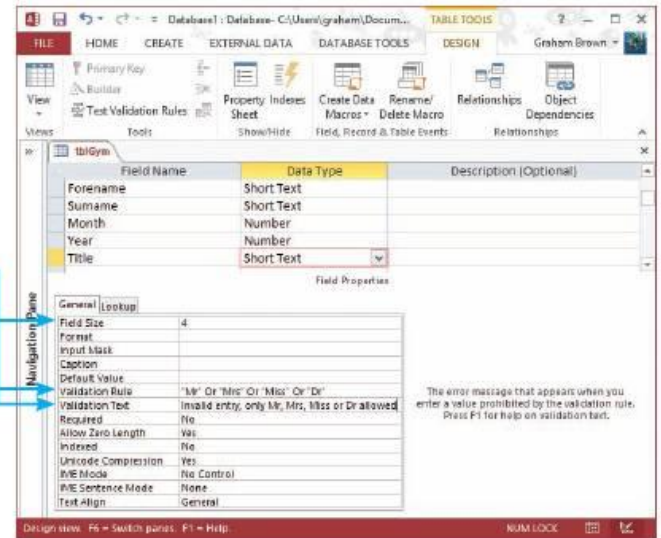 Database1 : Database- C:\Users\graham\Docum...
TABLE TOOLS
FILE HOME CREATE EXTERNAL DATA DATABASE TOOLS DESIGN Graham Brown
View
Primary Key
Builder
Test Validation Rules
Property Sheet
Indexes
Create Data Macros
Rename/ Delete Macro
Relationships
Object Dependencies
Views Tools Show/Hide Field, Record & Table Events Relationships
tblGym
Field Name Data Type Description (Optional)
Forename Short Text
Surname Short Text
Month Number
Year Number
Title Short Text
Field Properties
Navigation Pane
General Lookup
Field Size 4
Format
Input Mask
Caption
Default Value
Validation Rule "Mr" Or "Mrs" Or "Miss" Or "Dr"
Validation Text Invalid entry, only Mr, Mrs, Miss or Dr allowed
Required No
Allow Zero Length Yes
Indexed No
Unicode Compression Yes
IME Mode No Control
IME Sentence Mode None
Text Align General
The error message that appears when you
enter a value prohibited by the validation rule.
Press F1 for help on validation text.
Design view. F6 = Switch panes. F1 = Help. NUM LOCK